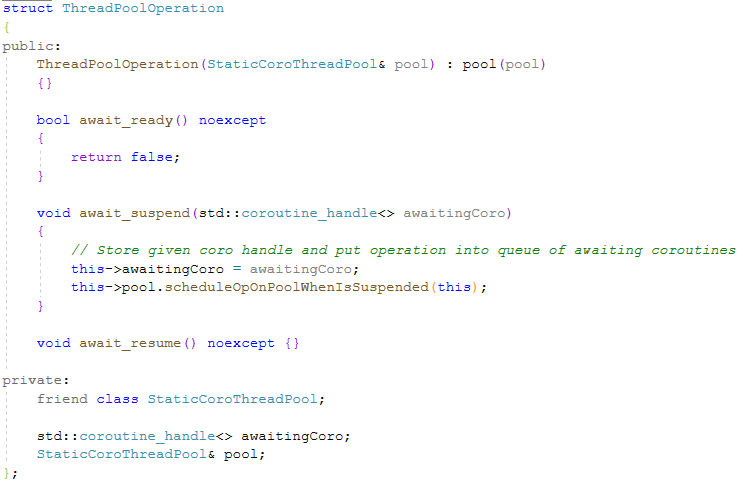 struct ThreadPoolOperation
{
public:
    ThreadPoolOperation(StaticCoroThreadPool& pool) : pool(pool)
    {}

    bool await_ready() noexcept
    {
        return false;
    }

    void await_suspend(std::coroutine_handle<> awaitingCoro)
    {
        // Store given coro handle and put operation into queue of awaiting coroutines
        this->awaitingCoro = awaitingCoro;
        this->pool.scheduleOpOnPoolWhenIsSuspended(this);
    }

    void await_resume() noexcept {}

private:
    friend class StaticCoroThreadPool;

    std::coroutine_handle<> awaitingCoro;
    StaticCoroThreadPool& pool;
};